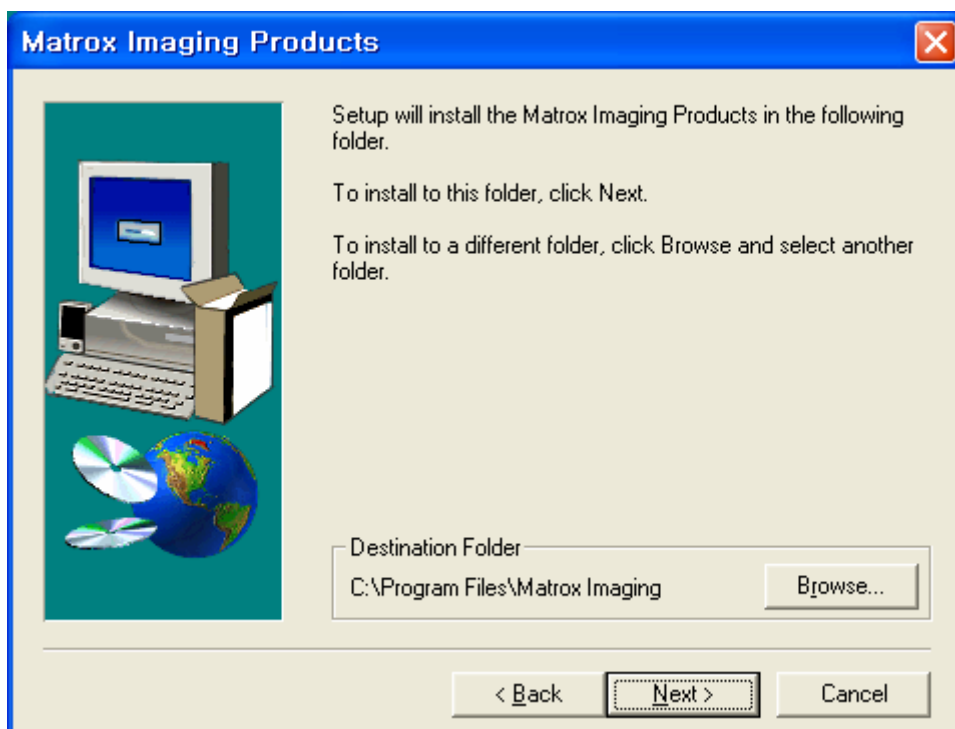 Matrox Imaging Products
Setup will install the Matrox Imaging Products in the following
folder.
To install to this folder, click Next.
To install to a different folder, click Browse and select another
folder.
Destination Folder
C:\Program Files\Matrox Imaging
Browse...
< Back
Next >
Cancel